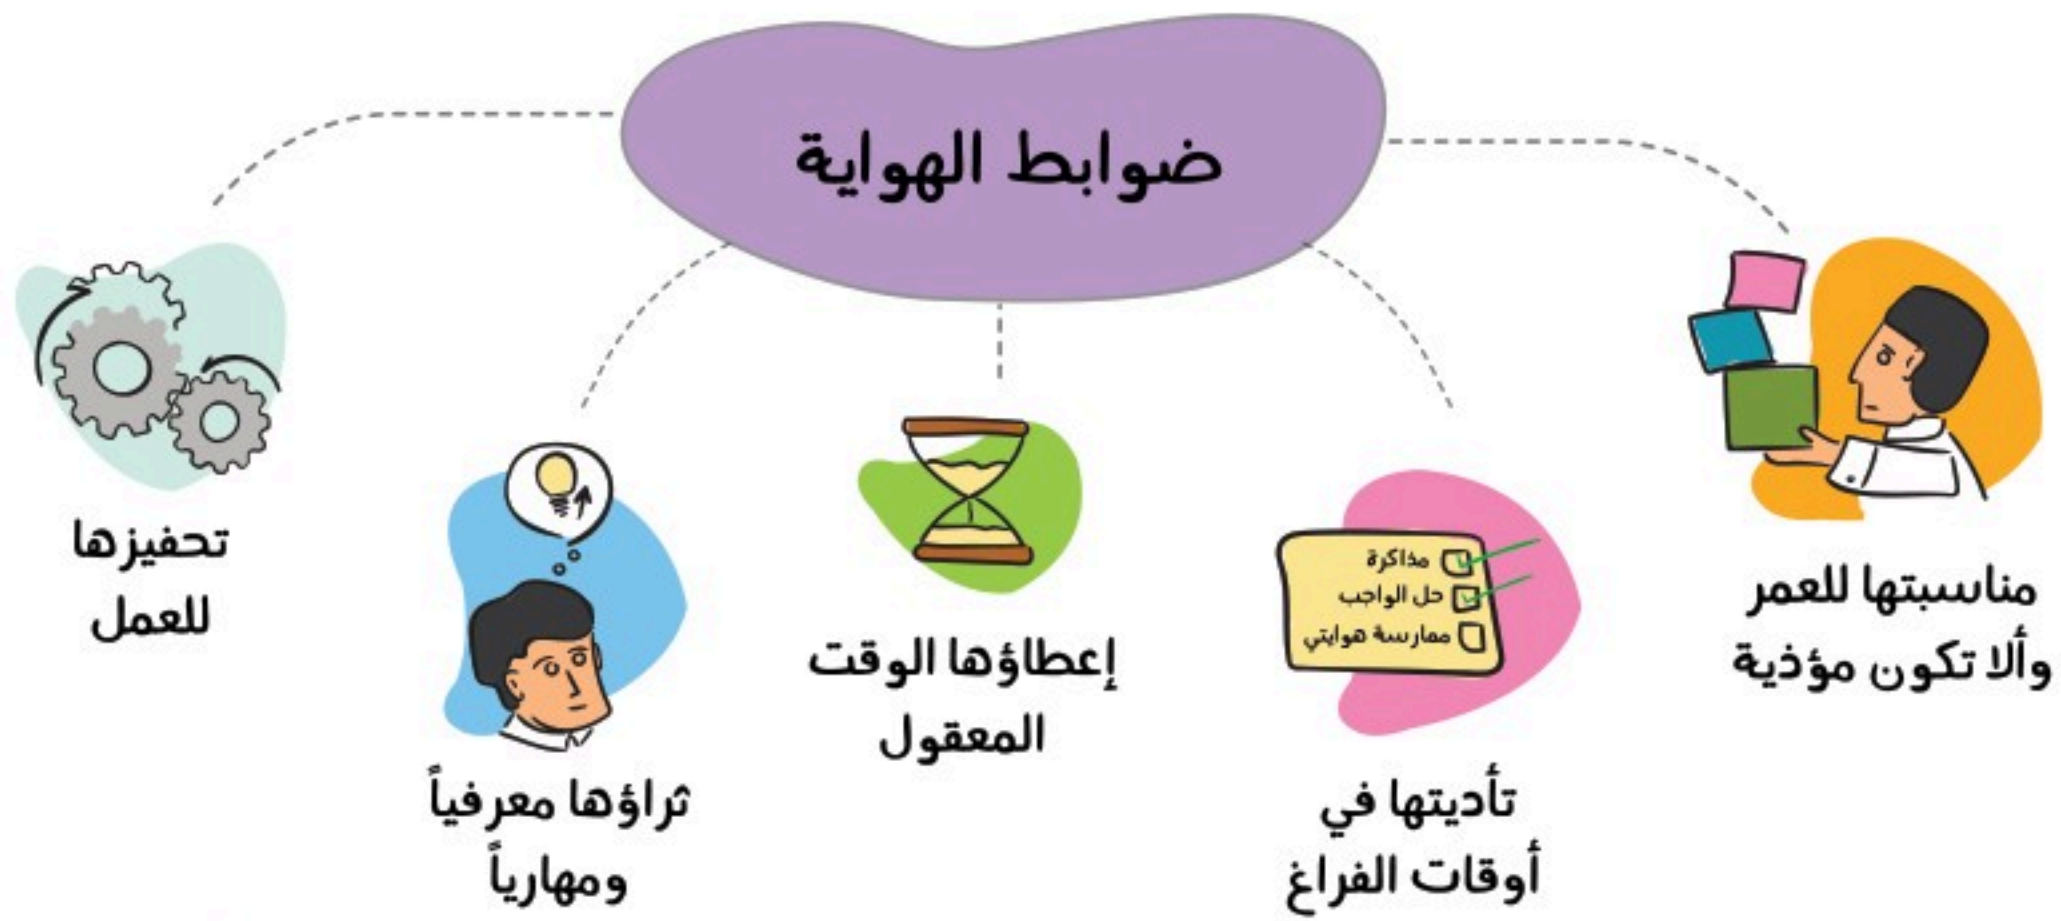 ضوابط الهواية
مناسبتها للعمر
وألا تكون مؤذية
مذاكرة
حل الواجب
ممارسة هوايتي
تأديتها في
أوقات الفراغ
إعطاؤها الوقت
المعقول
ثراؤها معرفياً
ومهارياً
تحفيزها
للعمل